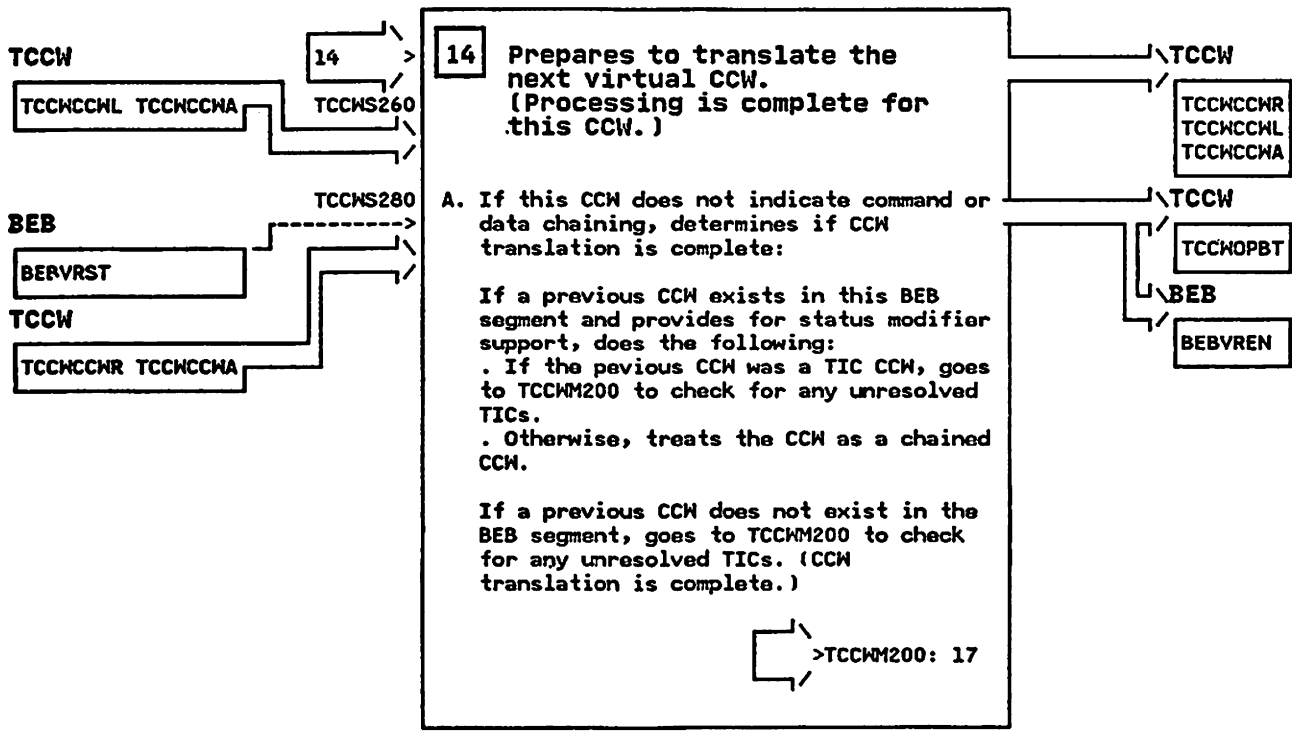 TCCW
TCCWCCWL TCCWCCWA
14
TCCWS260
TCCWS280
BEB
BEBVRST
TCCW
TCCWCCWR TCCWCCWA
14 Prepares to translate the
next virtual CCW.
(Processing is complete for
this CCW.)
A. If this CCW does not indicate command or
data chaining, determines if CCW
translation is complete:
If a previous CCW exists in this BEB
segment and provides for status modifier
support, does the following:
. If the pevious CCW was a TIC CCW, goes
to TCCWM200 to check for any unresolved
TICs.
. Otherwise, treats the CCW as a chained
CCW.
If a previous CCW does not exist in the
BEB segment, goes to TCCWM200 to check
for any unresolved TICs. (CCW
translation is complete.)
>TCCWM200: 17
TCCW
TCCWCCWR
TCCWCCWL
TCCWCCWA
TCCW
TCCWOPBT
BEB
BEBVREN